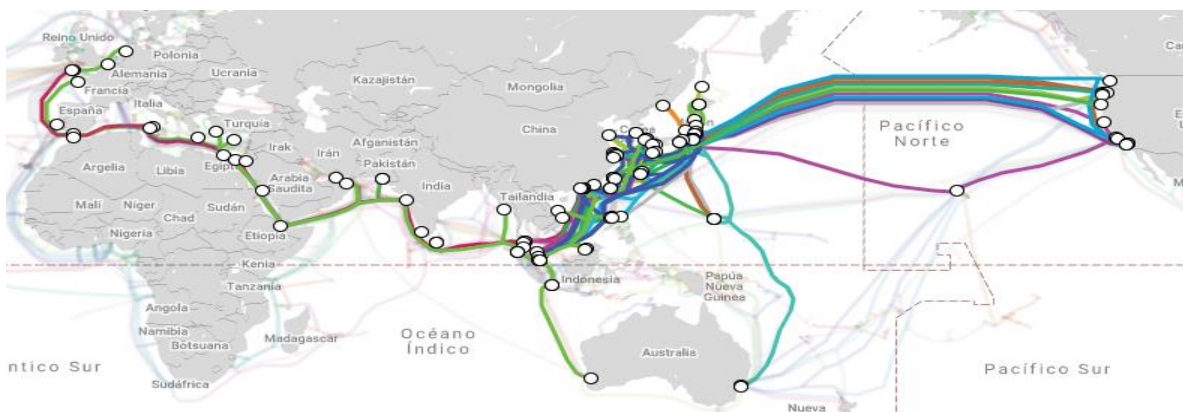 Reino Unido
Polonia
Alemania
Ucrania
Francia
Kazajistán
Mongolia
Italia
España
Turquía
China
Afganistán
Irak
Irán
Argelia
Libia
Pakistán
Arabia
Saudita
India
Malí
Níger
Sudán
Tailandia
Chad
Nigeria
Etiopía
Kenia
Tanzania
Indonesia
Papúa
Nueva
Guinea
Angola
Namibia
Botsuana
Madagascar
Sudáfrica
Océano
Índico
Australia
Nueva
Pacífico
Norte
Pacífico Sur
ntico Sur